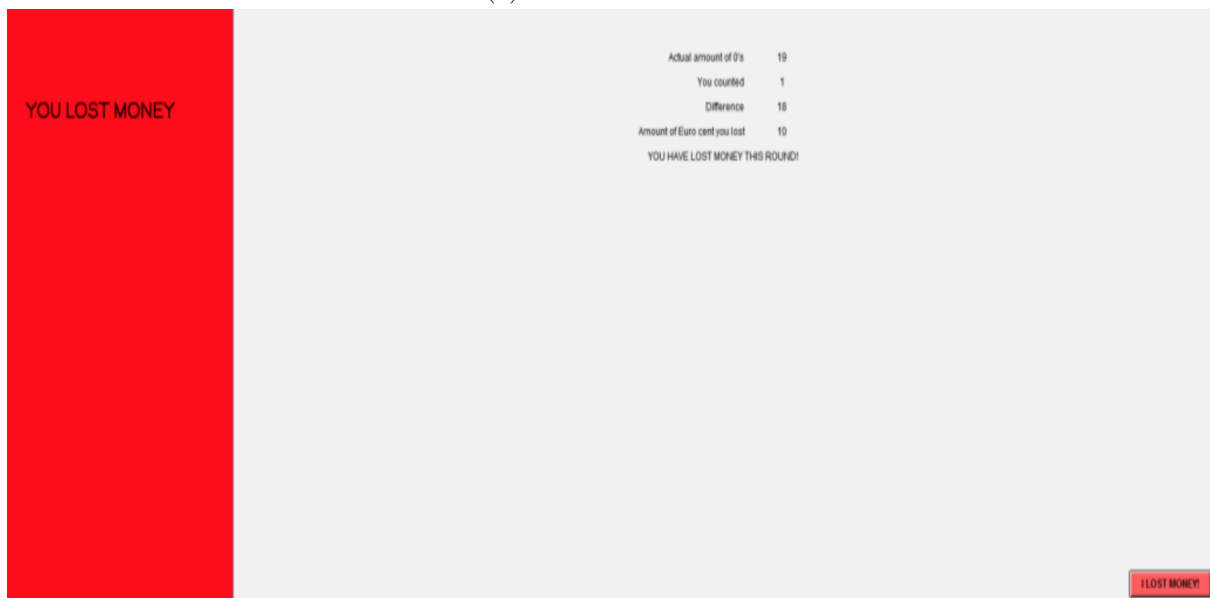 YOU LOST MONEY
Actual amount of 0's 19
You counted 1
Difference 18
Amount of Euro cent you lost 10
YOU HAVE LOST MONEY THIS ROUND!
I LOST MONEY!